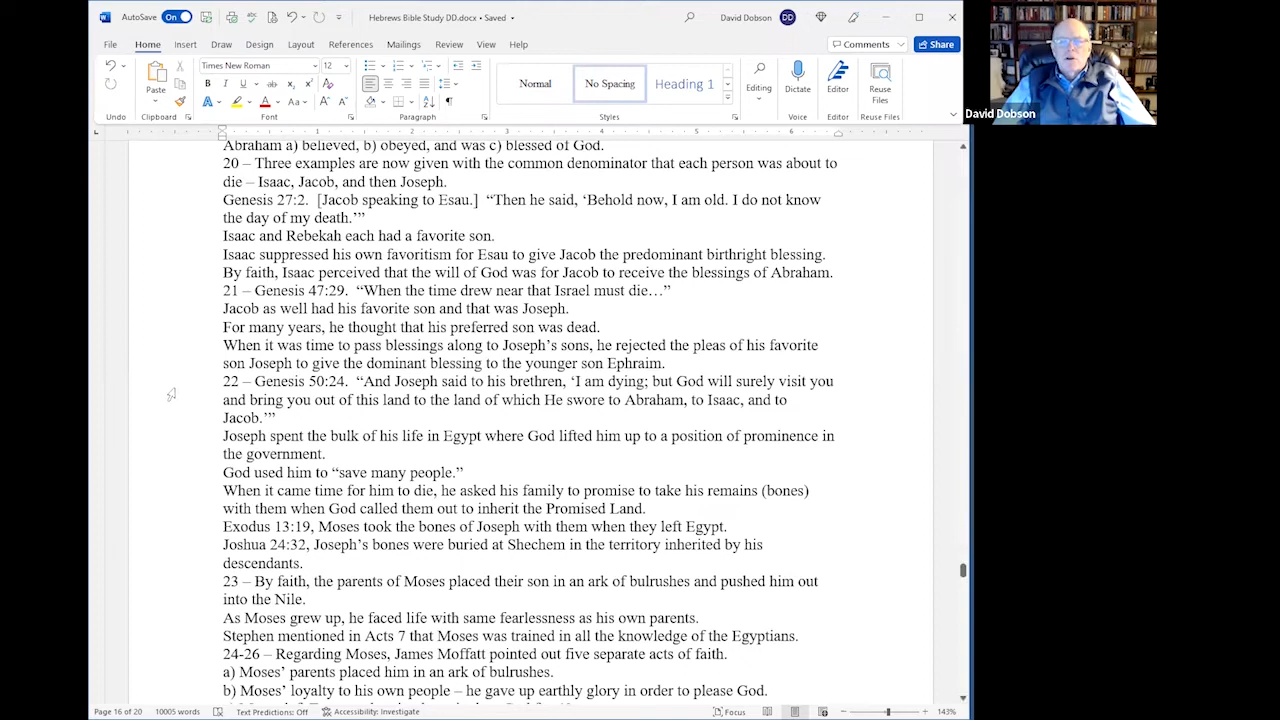 AutoSave On Hebrews Bible Study DD.docx • Saved David Dobson DD
File Home Insert Draw Design Layout References Mailings Review View Help Comments Share
Times New Roman 12
Paste
Normal No Spacing Heading 1
Editing Dictate Editor Reuse Files
Undo Clipboard Font Paragraph Styles Voice Editor Reuse Files
David Dobson
1 2 3 4 5 6
Abraham a) believed, b) obeyed, and was c) blessed of God.
20 – Three examples are now given with the common denominator that each person was about to
die – Isaac, Jacob, and then Joseph.
Genesis 27:2. [Jacob speaking to Esau.] “Then he said, ‘Behold now, I am old. I do not know
the day of my death.’”
Isaac and Rebekah each had a favorite son.
Isaac suppressed his own favoritism for Esau to give Jacob the predominant birthright blessing.
By faith, Isaac perceived that the will of God was for Jacob to receive the blessings of Abraham.
21 – Genesis 47:29. “When the time drew near that Israel must die…”
Jacob as well had his favorite son and that was Joseph.
For many years, he thought that his preferred son was dead.
When it was time to pass blessings along to Joseph’s sons, he rejected the pleas of his favorite
son Joseph to give the dominant blessing to the younger son Ephraim.
22 – Genesis 50:24. “And Joseph said to his brethren, ‘I am dying; but God will surely visit you
and bring you out of this land to the land of which He swore to Abraham, to Isaac, and to
Jacob.’”
Joseph spent the bulk of his life in Egypt where God lifted him up to a position of prominence in
the government.
God used him to “save many people.”
When it came time for him to die, he asked his family to promise to take his remains (bones)
with them when God called them out to inherit the Promised Land.
Exodus 13:19, Moses took the bones of Joseph with them when they left Egypt.
Joshua 24:32, Joseph’s bones were buried at Shechem in the territory inherited by his
descendants.
23 – By faith, the parents of Moses placed their son in an ark of bulrushes and pushed him out
into the Nile.
As Moses grew up, he faced life with same fearlessness as his own parents.
Stephen mentioned in Acts 7 that Moses was trained in all the knowledge of the Egyptians.
24-26 – Regarding Moses, James Moffatt pointed out five separate acts of faith.
a) Moses’ parents placed him in an ark of bulrushes.
b) Moses’ loyalty to his own people – he gave up earthly glory in order to please God.
Page 16 of 20 10005 words Text Predictions: Off Accessibility: Investigate Focus 143%